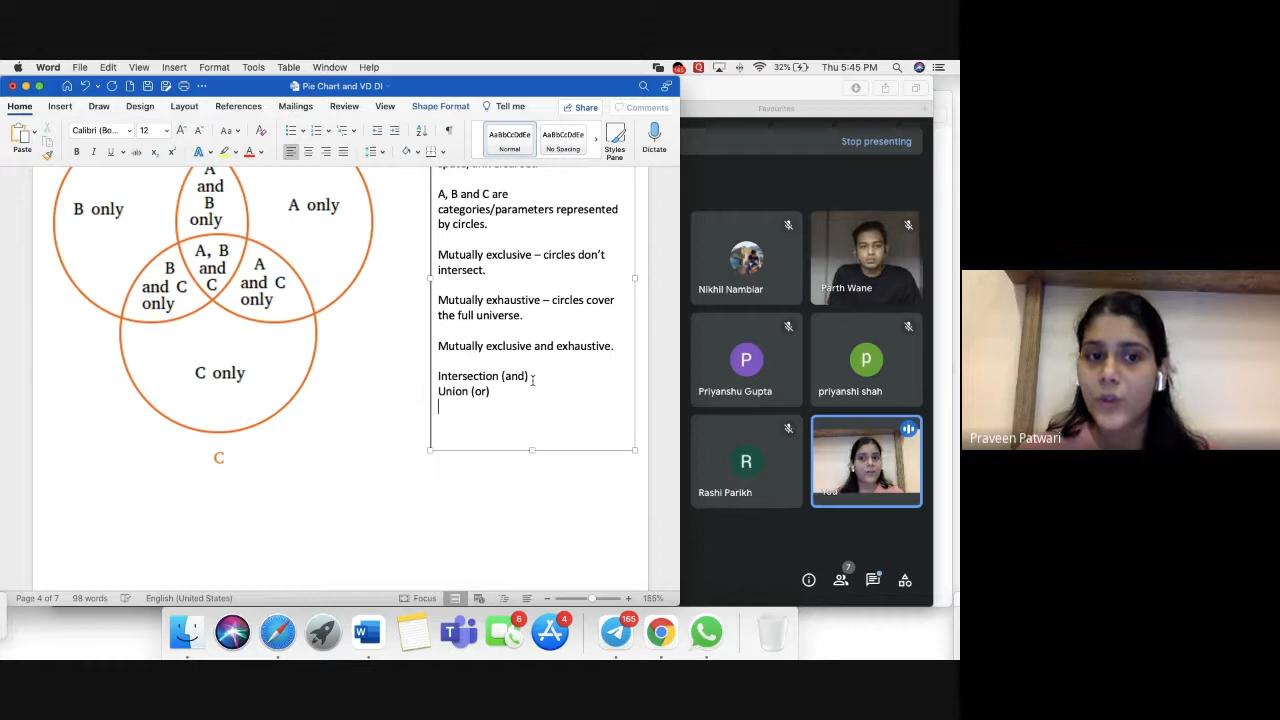 Word File Edit View Insert Format Tools Table Window Help
165 32% Thu 5:45 PM
Pie Chart and VD DI
Home Insert Draw Design Layout References Mailings Review View Shape Format Tell me Share Comments
Favourites
Paste
Calibri (Bo... 12
AaBbCcDdEe AaBbCcDdEe
Normal No Spacing
Styles
Pane
Dictate
Stop presenting
B only
A
and
B
only
A only
A, B
and
C
B
and C
only
A
and C
only
C only
C
A, B and C are
categories/parameters represented
by circles.
Mutually exclusive – circles don’t
intersect.
Mutually exhaustive – circles cover
the full universe.
Mutually exclusive and exhaustive.
Intersection (and)
Union (or)
Nikhil Nambiar
Parth Wane
P
Priyanshu Gupta
p
priyanshi shah
R
Rashi Parikh
You
Praveen Patwari
7
Page 4 of 7 98 words English (United States) Focus 155%
6 4 165